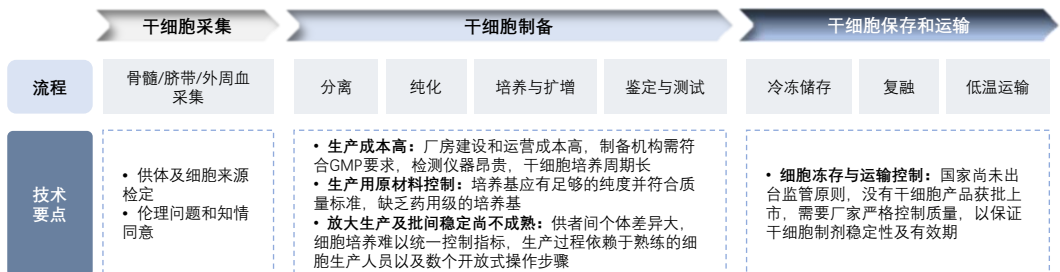 干细胞采集
干细胞制备
干细胞保存和运输
流程
骨髓/脐带/外周血
采集
分离
纯化
培养与扩增
鉴定与测试
冷冻储存
复融
低温运输
技术
要点
• 供体及细胞来源
检定
• 伦理问题和知情
同意
• 生产成本高：厂房建设和运营成本高，制备机构需符
合GMP要求，检测仪器昂贵，干细胞培养周期长
• 生产用原材料控制：培养基应有足够的纯度并符合质
量标准，缺乏药用级的培养基
• 放大生产及批间稳定尚不成熟：供者间个体差异大，
细胞培养难以统一控制指标，生产过程依赖于熟练的细
胞生产人员以及数个开放式操作步骤
• 细胞冻存与运输控制：国家尚未出
台监管原则，没有干细胞产品获批上
市，需要厂家严格控制质量，以保证
干细胞制剂稳定性及有效期